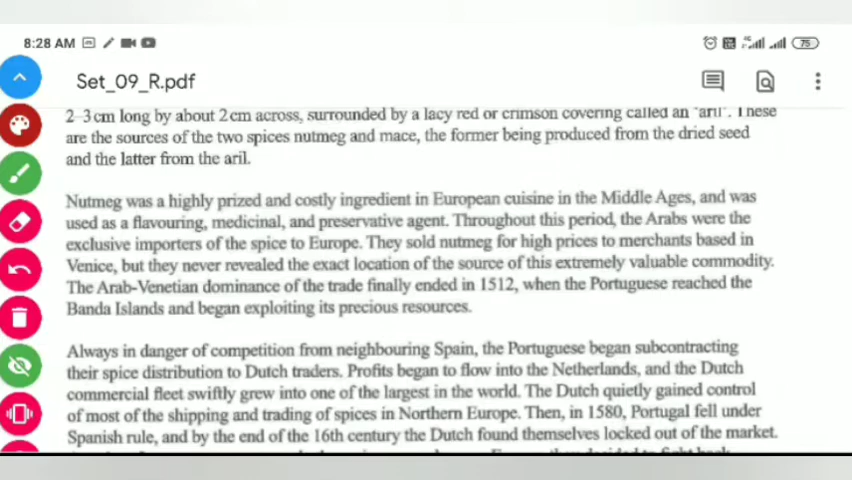 8:28 AM
75
Set_09_R.pdf
2–3 cm long by about 2 cm across, surrounded by a lacy red or crimson covering called an 'aril'. These
are the sources of the two spices nutmeg and mace, the former being produced from the dried seed
and the latter from the aril.
Nutmeg was a highly prized and costly ingredient in European cuisine in the Middle Ages, and was
used as a flavouring, medicinal, and preservative agent. Throughout this period, the Arabs were the
exclusive importers of the spice to Europe. They sold nutmeg for high prices to merchants based in
Venice, but they never revealed the exact location of the source of this extremely valuable commodity.
The Arab-Venetian dominance of the trade finally ended in 1512, when the Portuguese reached the
Banda Islands and began exploiting its precious resources.
Always in danger of competition from neighbouring Spain, the Portuguese began subcontracting
their spice distribution to Dutch traders. Profits began to flow into the Netherlands, and the Dutch
commercial fleet swiftly grew into one of the largest in the world. The Dutch quietly gained control
of most of the shipping and trading of spices in Northern Europe. Then, in 1580, Portugal fell under
Spanish rule, and by the end of the 16th century the Dutch found themselves locked out of the market.